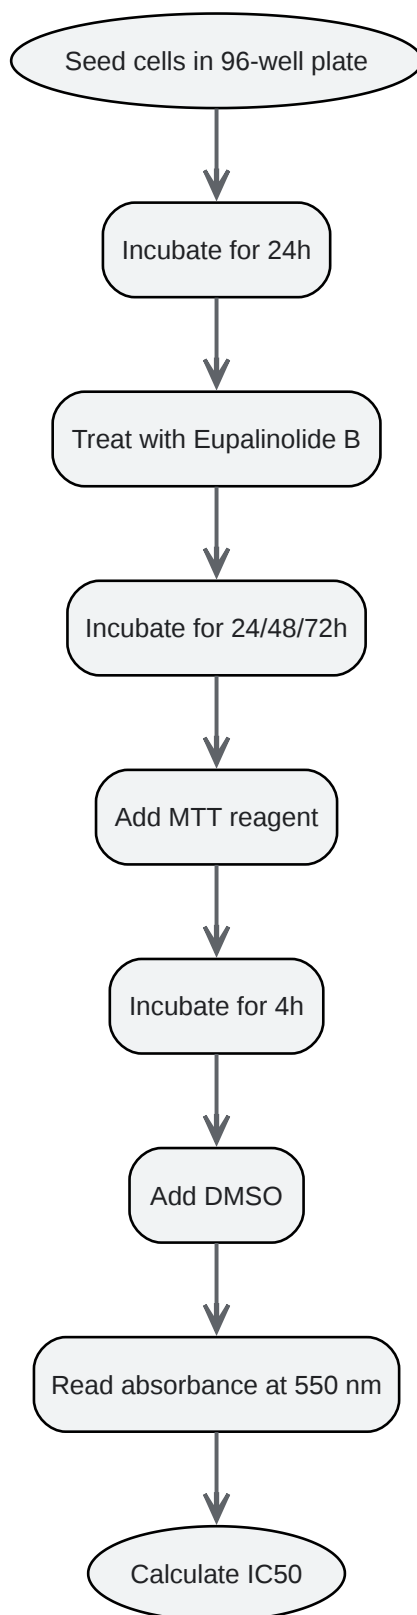 Seed cells in 96-well plate
Incubate for 24h
Treat with Eupalinolide B
Incubate for 24/48/72h
Add MTT reagent
Incubate for 4h
Add DMSO
Read absorbance at 550 nm
Calculate IC50